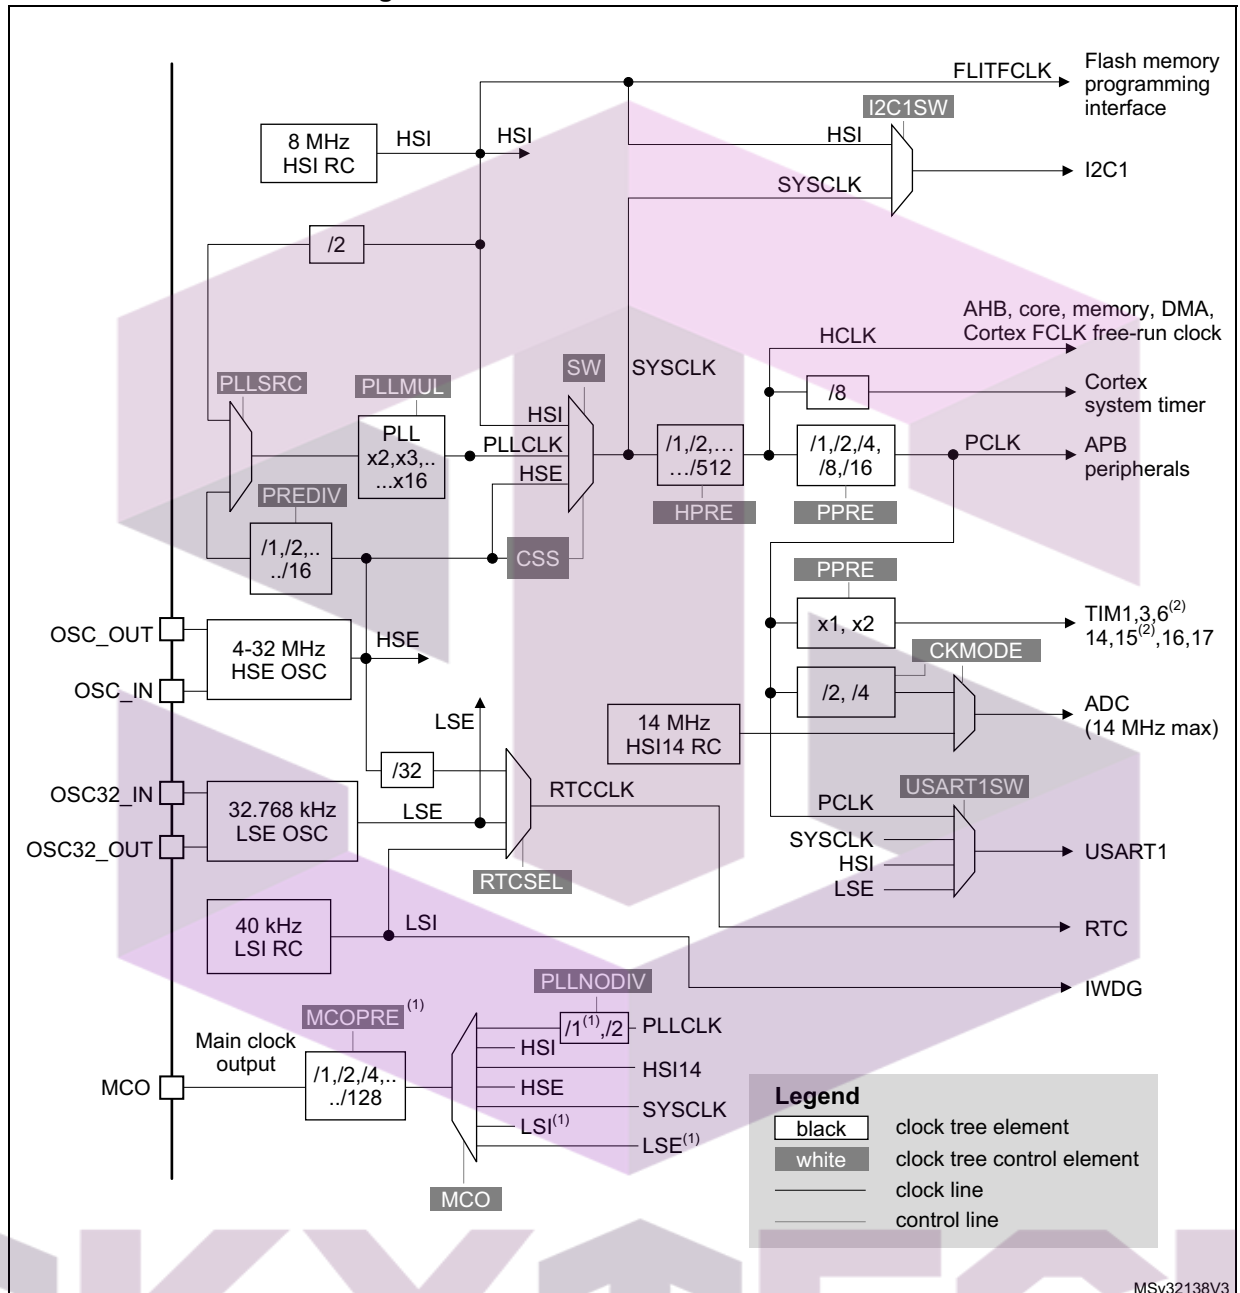 FLITFCLK
Flash memory
programming
interface
I2C1SW
8 MHz
HSI RC
HSI
HSI
HSI
SYSCLK
I2C1
/2
AHB, core, memory, DMA,
Cortex FCLK free-run clock
HCLK
SW
SYSCLK
PLLSRC
PLLMUL
/8
Cortex
system timer
HSI
PLL
x2,x3,..
...x16
PLLCLK
HSE
/1,/2,...
.../512
/1,/2,/4,
/8,/16
PCLK
APB
peripherals
PREDIV
HPRE
PPRE
/1,/2,..
../16
CSS
PPRE
OSC_OUT
4-32 MHz
HSE OSC
HSE
x1, x2
TIM1,3,6(2)
14,15(2),16,17
CKMODE
OSC_IN
/2, /4
LSE
14 MHz
HSI14 RC
ADC
(14 MHz max)
/32
OSC32_IN
32.768 kHz
LSE OSC
LSE
RTCCLK
USART1SW
PCLK
SYSCLK
HSI
LSE
USART1
OSC32_OUT
RTCSEL
40 kHz
LSI RC
LSI
RTC
IWDG
PLLNODIV
MCOPRE (1)
/1(1),/2
PLLCLK
Main clock
output
HSI
HSI14
MCO
/1,/2,/4,..
../128
HSE
SYSCLK
LSI(1)
LSE(1)
MCO
Legend
black
clock tree element
white
clock tree control element
clock line
control line
MSv32138V3